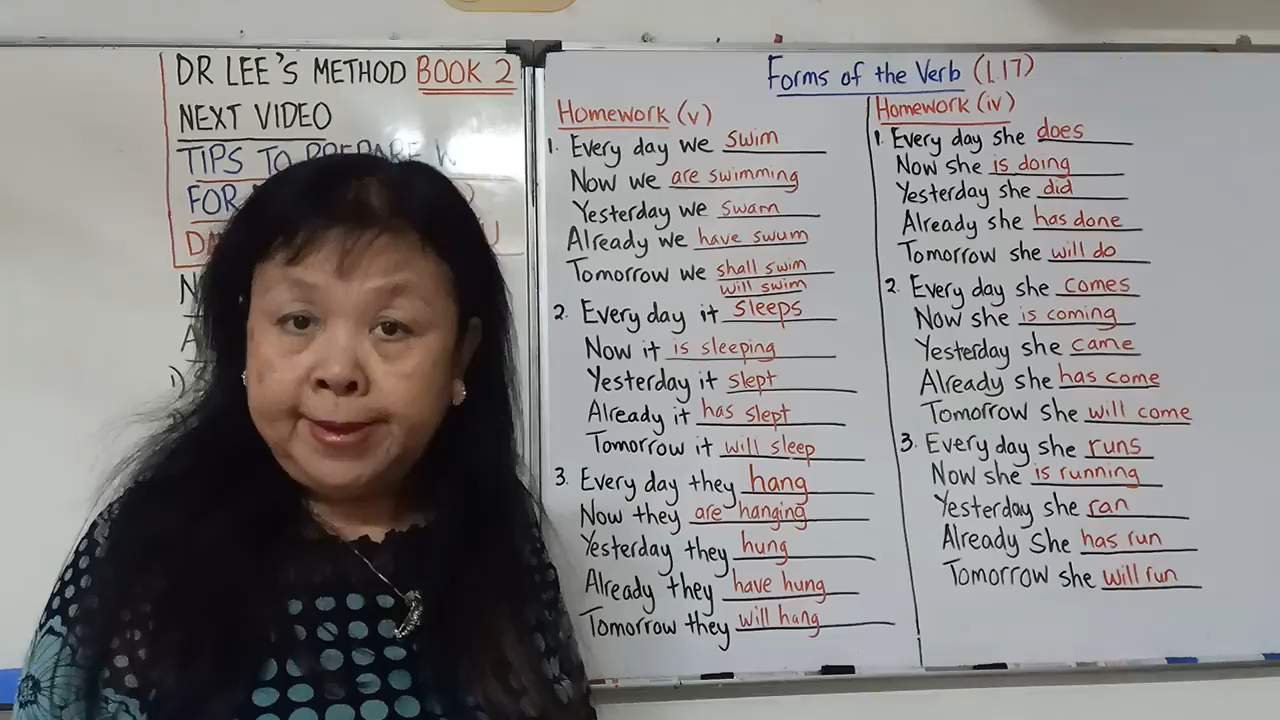 DR LEE'S METHOD BOOK 2
NEXT VIDEO
TIPS TO PREPARE
FOR
Forms of the Verb (1.17)
Homework (v)
1. Every day we swim
Now we are swimming
Yesterday we swam
Already we have swum
Tomorrow we shall swim
will swim
2. Every day it sleeps
Now it is sleeping
Yesterday it slept
Already it has slept
Tomorrow it will sleep
3. Every day they hang
Now they are hanging
Yesterday they hung
Already they have hung
Tomorrow they will hang
Homework (iv)
1. Every day she does
Now she is doing
Yesterday she did
Already she has done
Tomorrow she will do
2. Every day she comes
Now she is coming
Yesterday she came
Already she has come
Tomorrow she will come
3. Every day she runs
Now she is running
Yesterday she ran
Already she has run
Tomorrow she will run